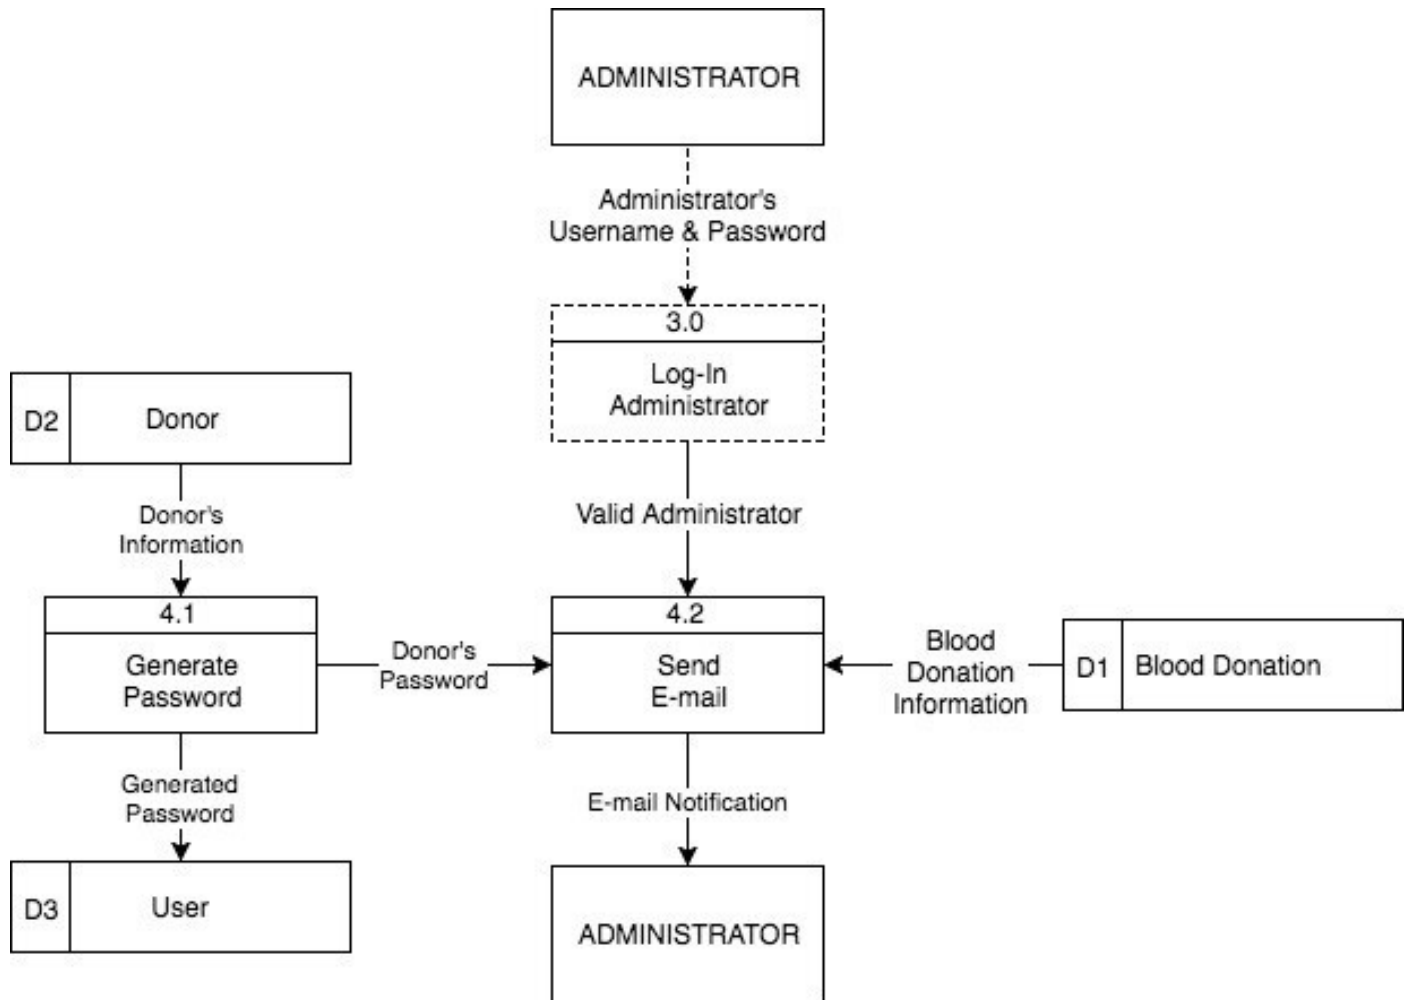 ADMINISTRATOR
Administrator's
Username & Password
3.0
Log-In
Administrator
D2
Donor
Valid Administrator
Donor's
Information
4.1
Generate
Password
Donor's
Password
4.2
Send
E-mail
Blood
Donation
Information
D1
Blood Donation
Generated
Password
E-mail Notification
D3
User
ADMINISTRATOR